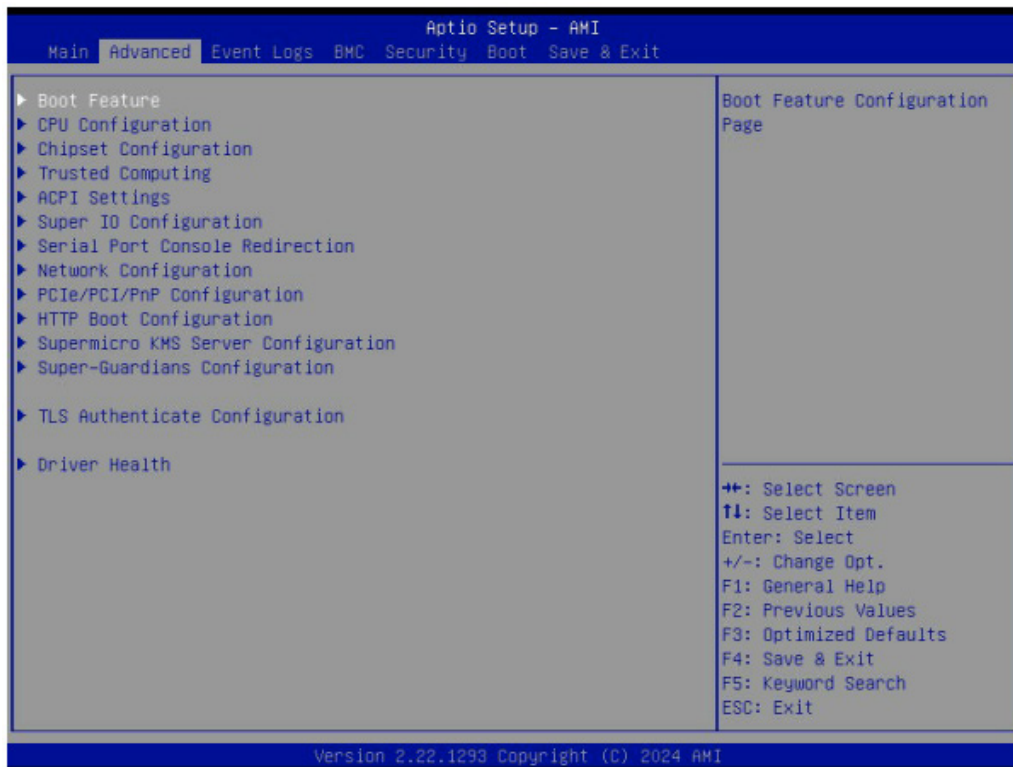 Aptio Setup – AMI
Main Advanced Event Logs BMC Security Boot Save & Exit
▶ Boot Feature
▶ CPU Configuration
▶ Chipset Configuration
▶ Trusted Computing
▶ ACPI Settings
▶ Super IO Configuration
▶ Serial Port Console Redirection
▶ Network Configuration
▶ PCIe/PCI/PnP Configuration
▶ HTTP Boot Configuration
▶ Supermicro KMS Server Configuration
▶ Super-Guardians Configuration
▶ TLS Authenticate Configuration
▶ Driver Health
Boot Feature Configuration
Page
→←: Select Screen
↑↓: Select Item
Enter: Select
+/-: Change Opt.
F1: General Help
F2: Previous Values
F3: Optimized Defaults
F4: Save & Exit
F5: Keyword Search
ESC: Exit
Version 2.22.1293 Copyright (C) 2024 AMI